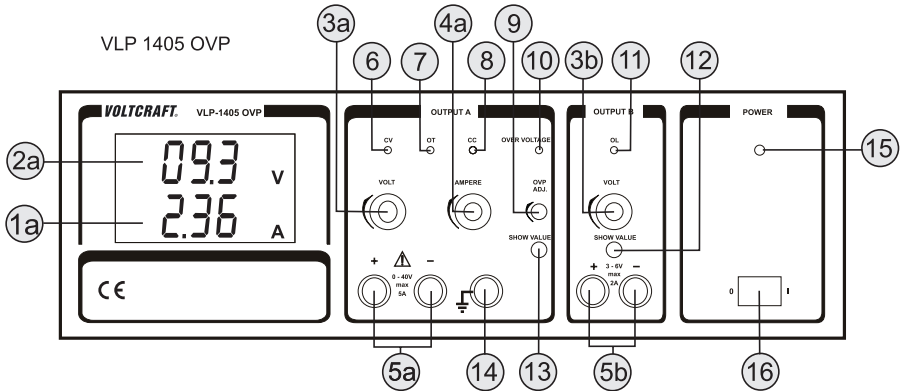 VLP 1405 OVP
3a
4a
9
6
7
8
10
3b
11
12
VOLTCRAFT®
VLP-1405 OVP
OUTPUT A
OUTPUT B
POWER
CV
OT
CC
OVER VOLTAGE
OL
15
2a
09.3 V
VOLT
AMPERE
OVP
ADJ.
VOLT
1a
2.36 A
SHOW VALUE
SHOW VALUE
+ −
0 - 40V
max
5A
+ −
3 - 6V
max
2A
CE
0 I
5a
14
13
5b
16